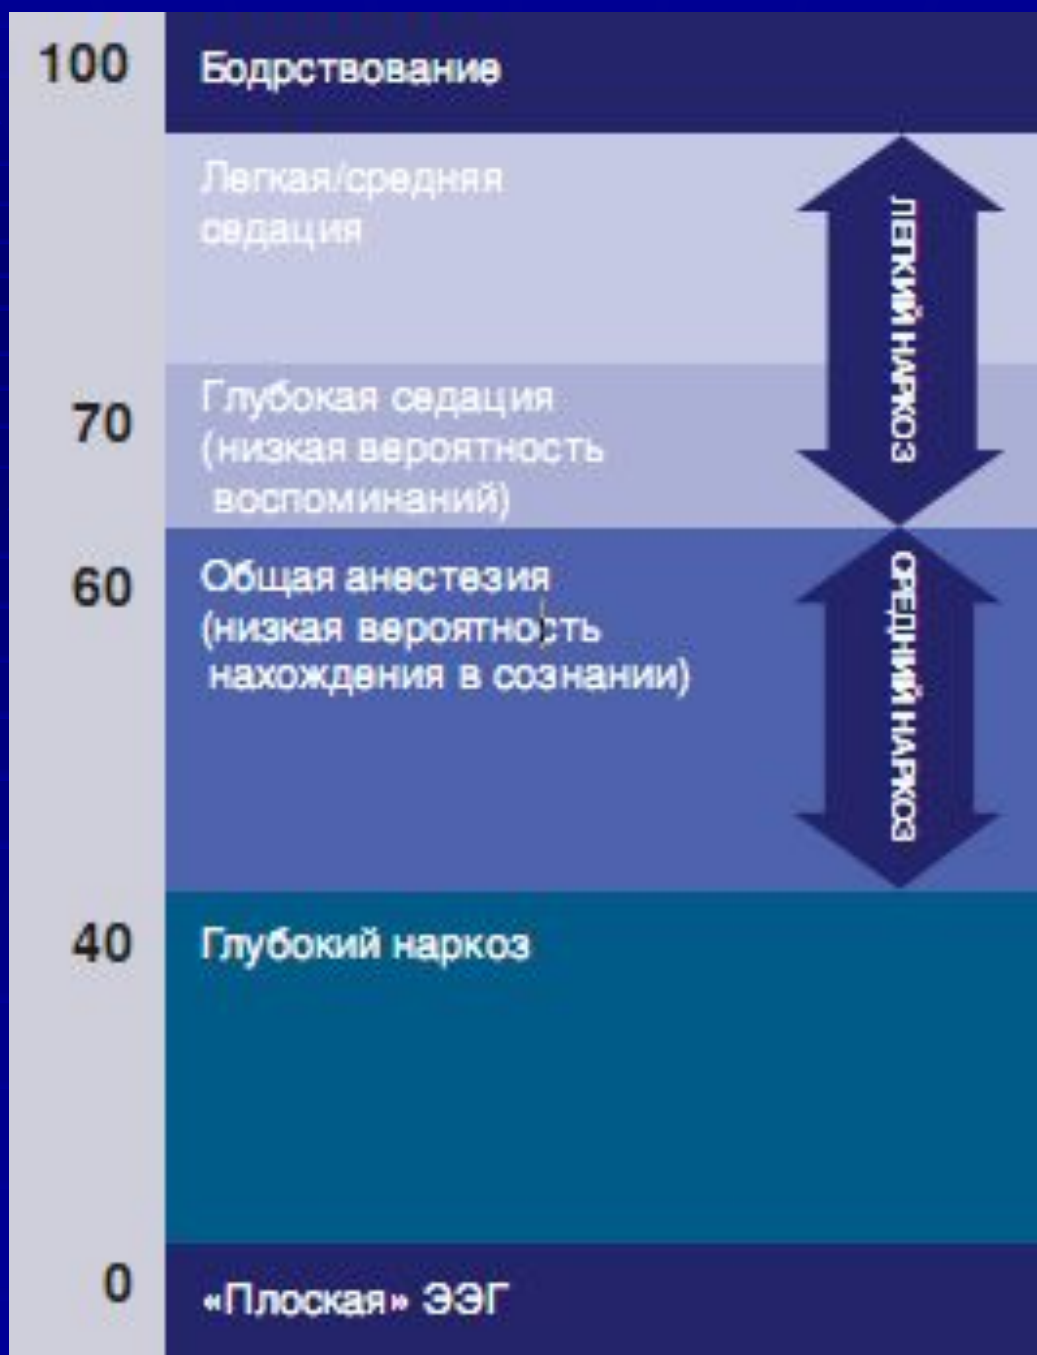 100
Бодрствование
Легкая/средняя
седация
70
Глубокая седация
(низкая вероятность
воспоминаний)
ЛЕГКИЙ НАРКОЗ
60
Общая анестезия
(низкая вероятность
нахождения в сознании)
СРЕДНИЙ НАРКОЗ
40
Глубокий наркоз
0
«Плоская» ЭЭГ